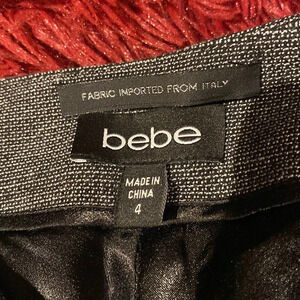 FABRIC IMPORTED FROM ITALY
bebe
MADE IN
CHINA
4